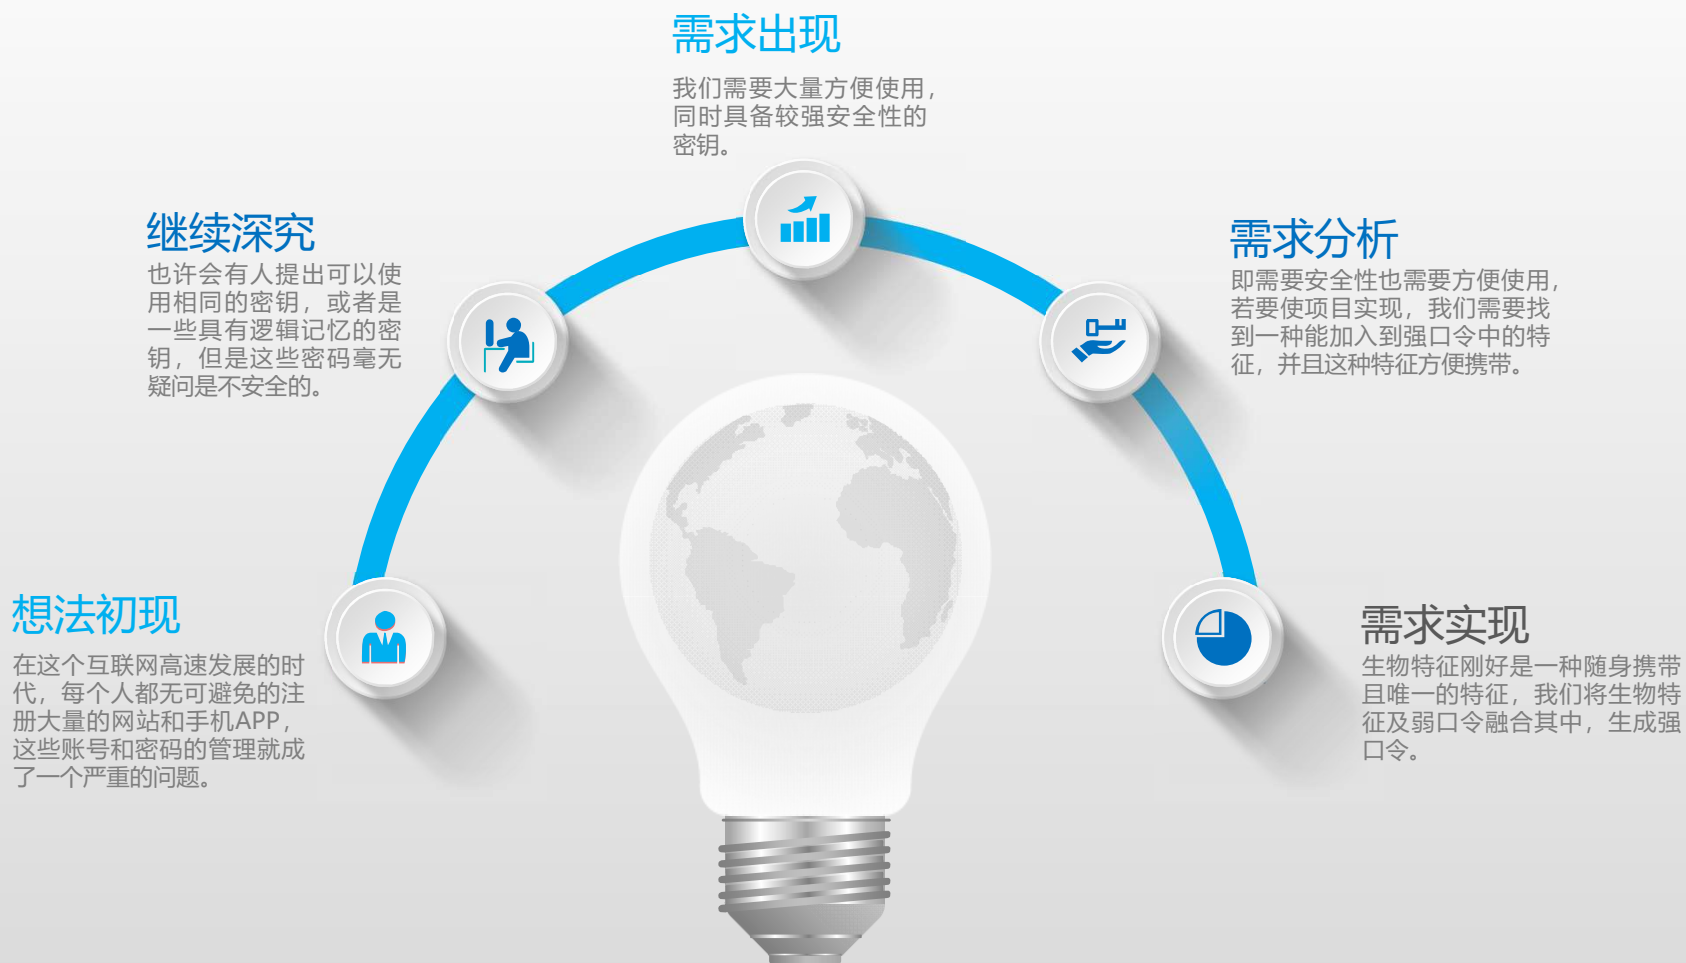 需求出现
我们需要大量方便使用，
同时具备较强安全性的
密钥。
继续深究
也许会有人提出可以使
用相同的密钥，或者是
一些具有逻辑记忆的密
钥，但是这些密码毫无
疑问是不安全的。
需求分析
即需要安全性也需要方便使用，
若要使项目实现，我们需要找
到一种能加入到强口令中的特
征，并且这种特征方便携带。
想法初现
在这个互联网高速发展的时
代，每个人都无可避免的注
册大量的网站和手机APP，
这些账号和密码的管理就成
了一个严重的问题。
需求实现
生物特征刚好是一种随身携带
且唯一的特征，我们将生物特
征及弱口令融合其中，生成强
口令。